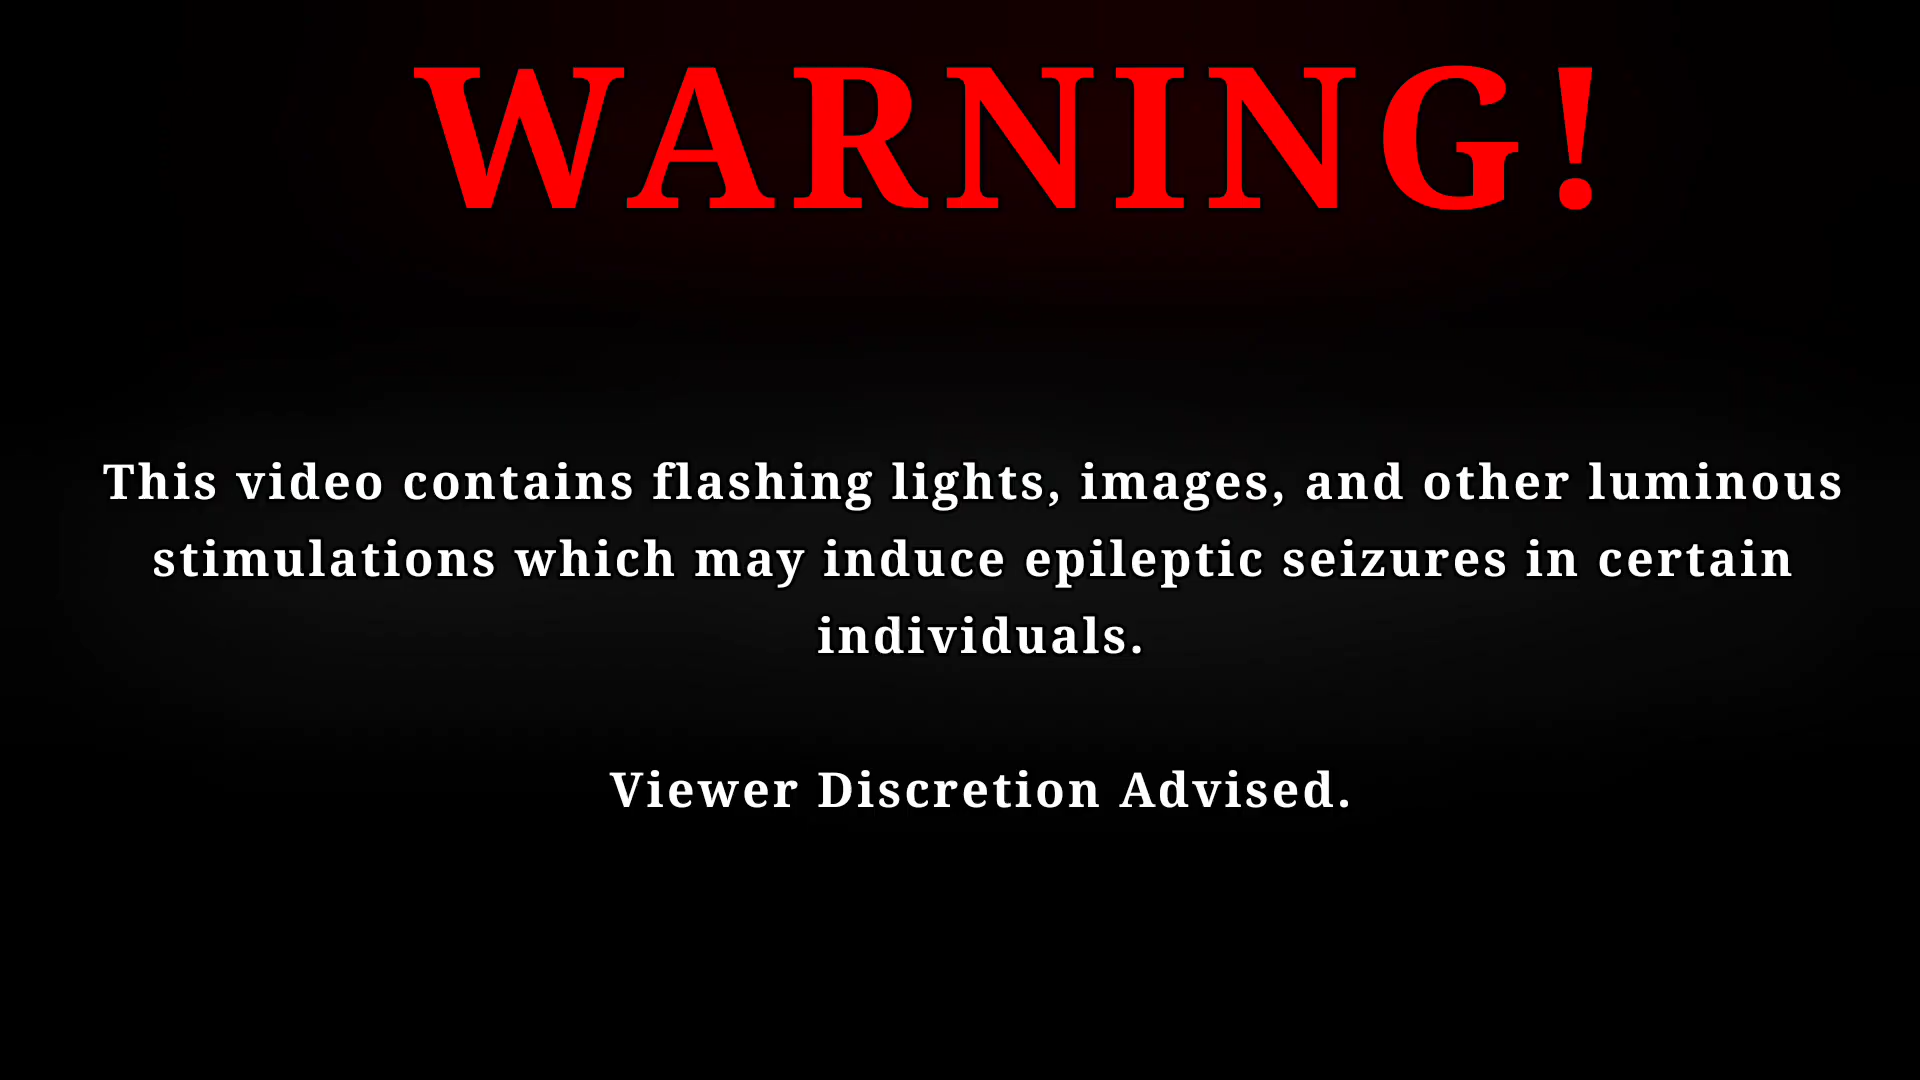 WARNING!
This video contains flashing lights, images, and other luminous
stimulations which may induce epileptic seizures in certain
individuals.
Viewer Discretion Advised.